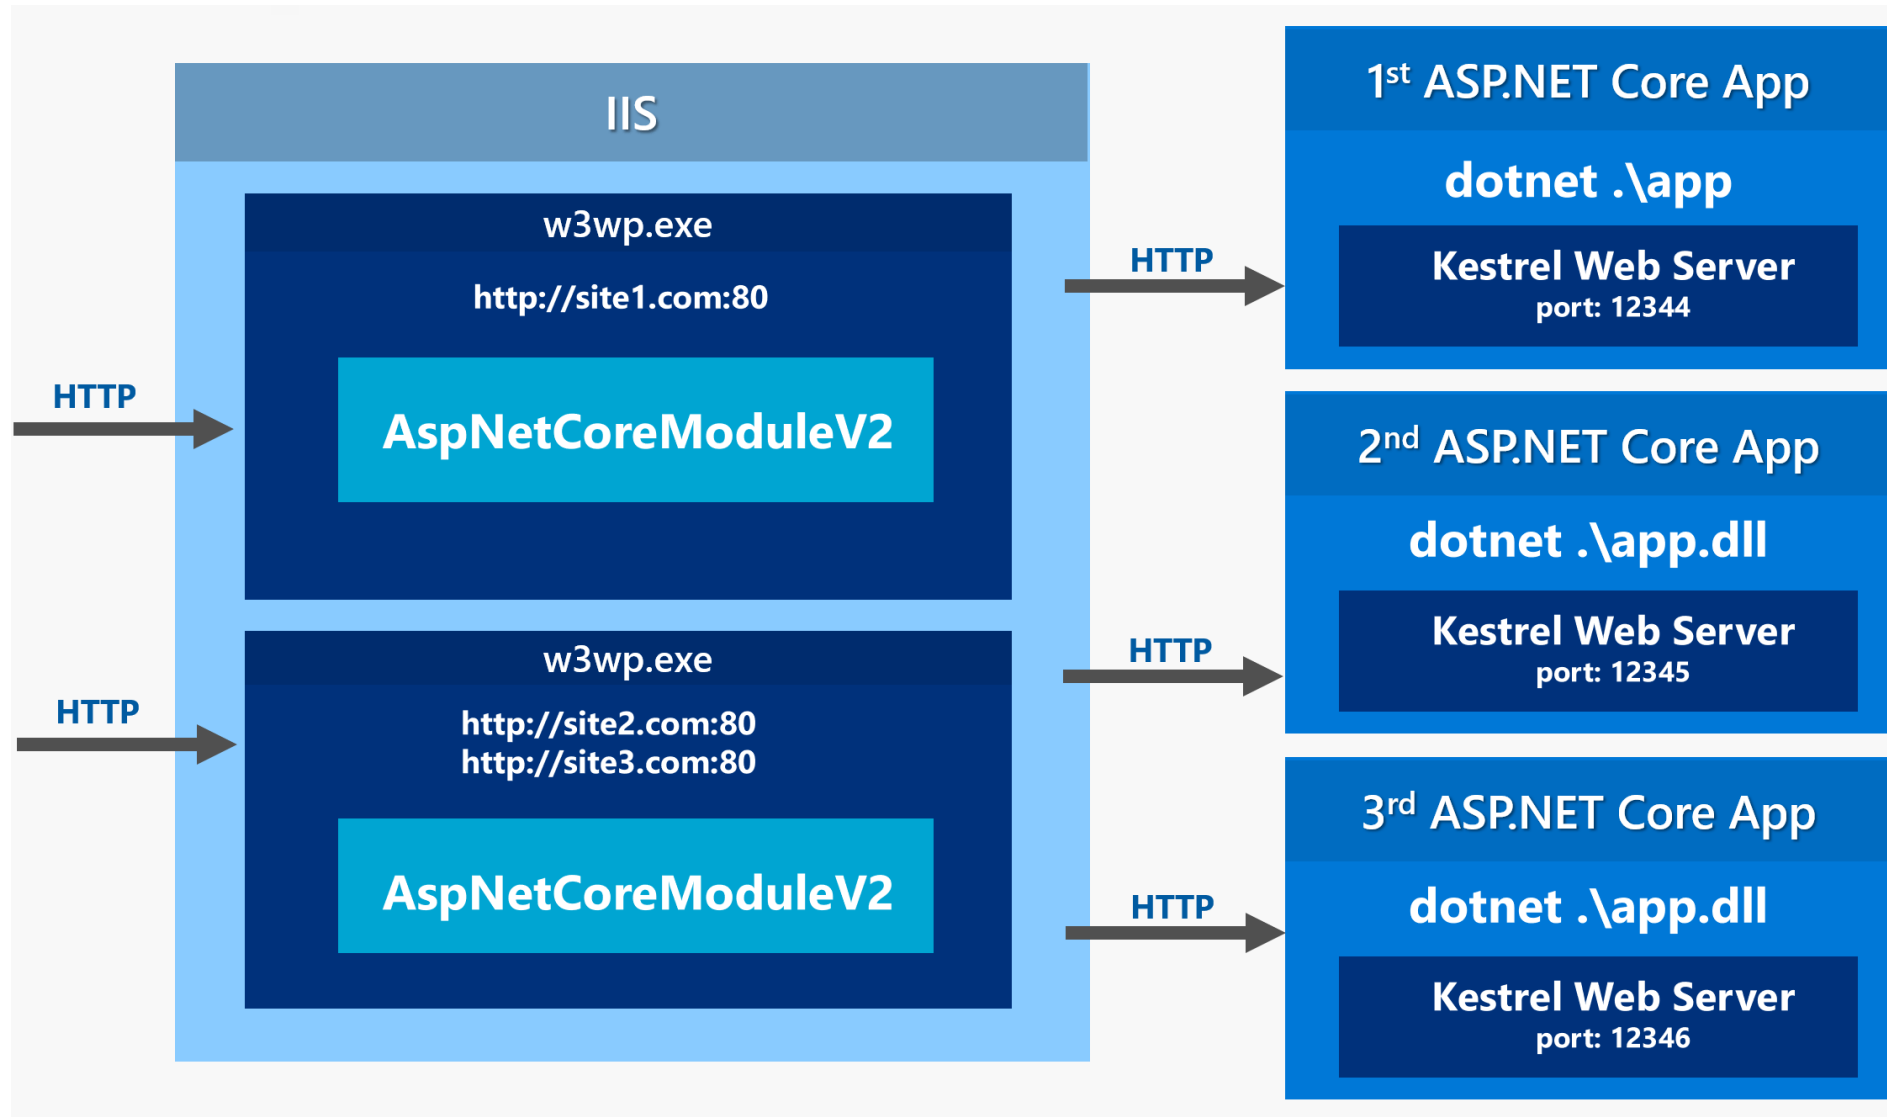 IIS
w3wp.exe
http://site1.com:80
AspNetCoreModuleV2
HTTP
HTTP
w3wp.exe
http://site2.com:80
http://site3.com:80
AspNetCoreModuleV2
HTTP
HTTP
HTTP
1st ASP.NET Core App
dotnet .\app
Kestrel Web Server
port: 12344
2nd ASP.NET Core App
dotnet .\app.dll
Kestrel Web Server
port: 12345
3rd ASP.NET Core App
dotnet .\app.dll
Kestrel Web Server
port: 12346